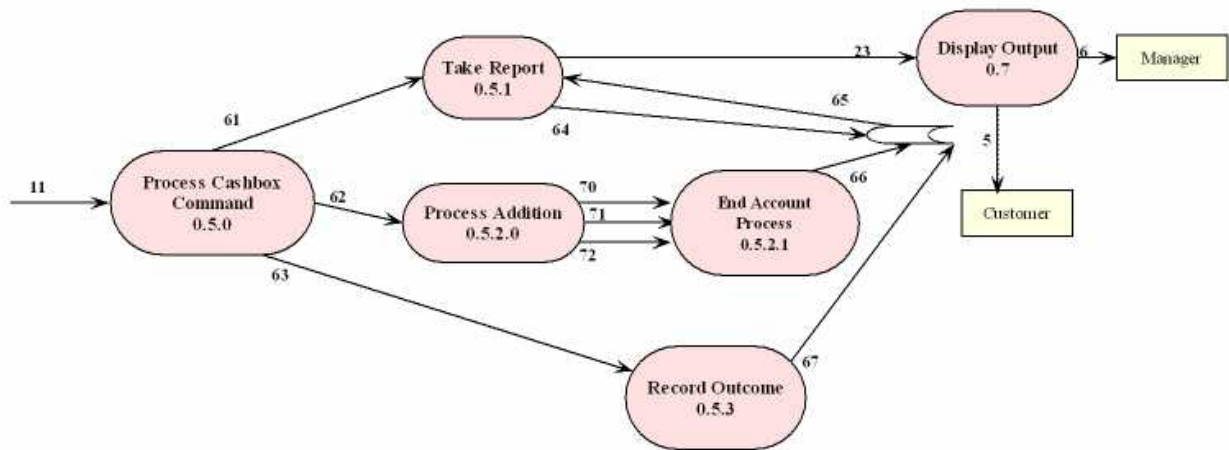 Take Report
0.5.1
23
Display Output
0.7
6
Manager
61
65
64
5
11
Process Cashbox
Command
0.5.0
62
Process Addition
0.5.2.0
70
71
72
End Account
Process
0.5.2.1
66
Customer
63
67
Record Outcome
0.5.3